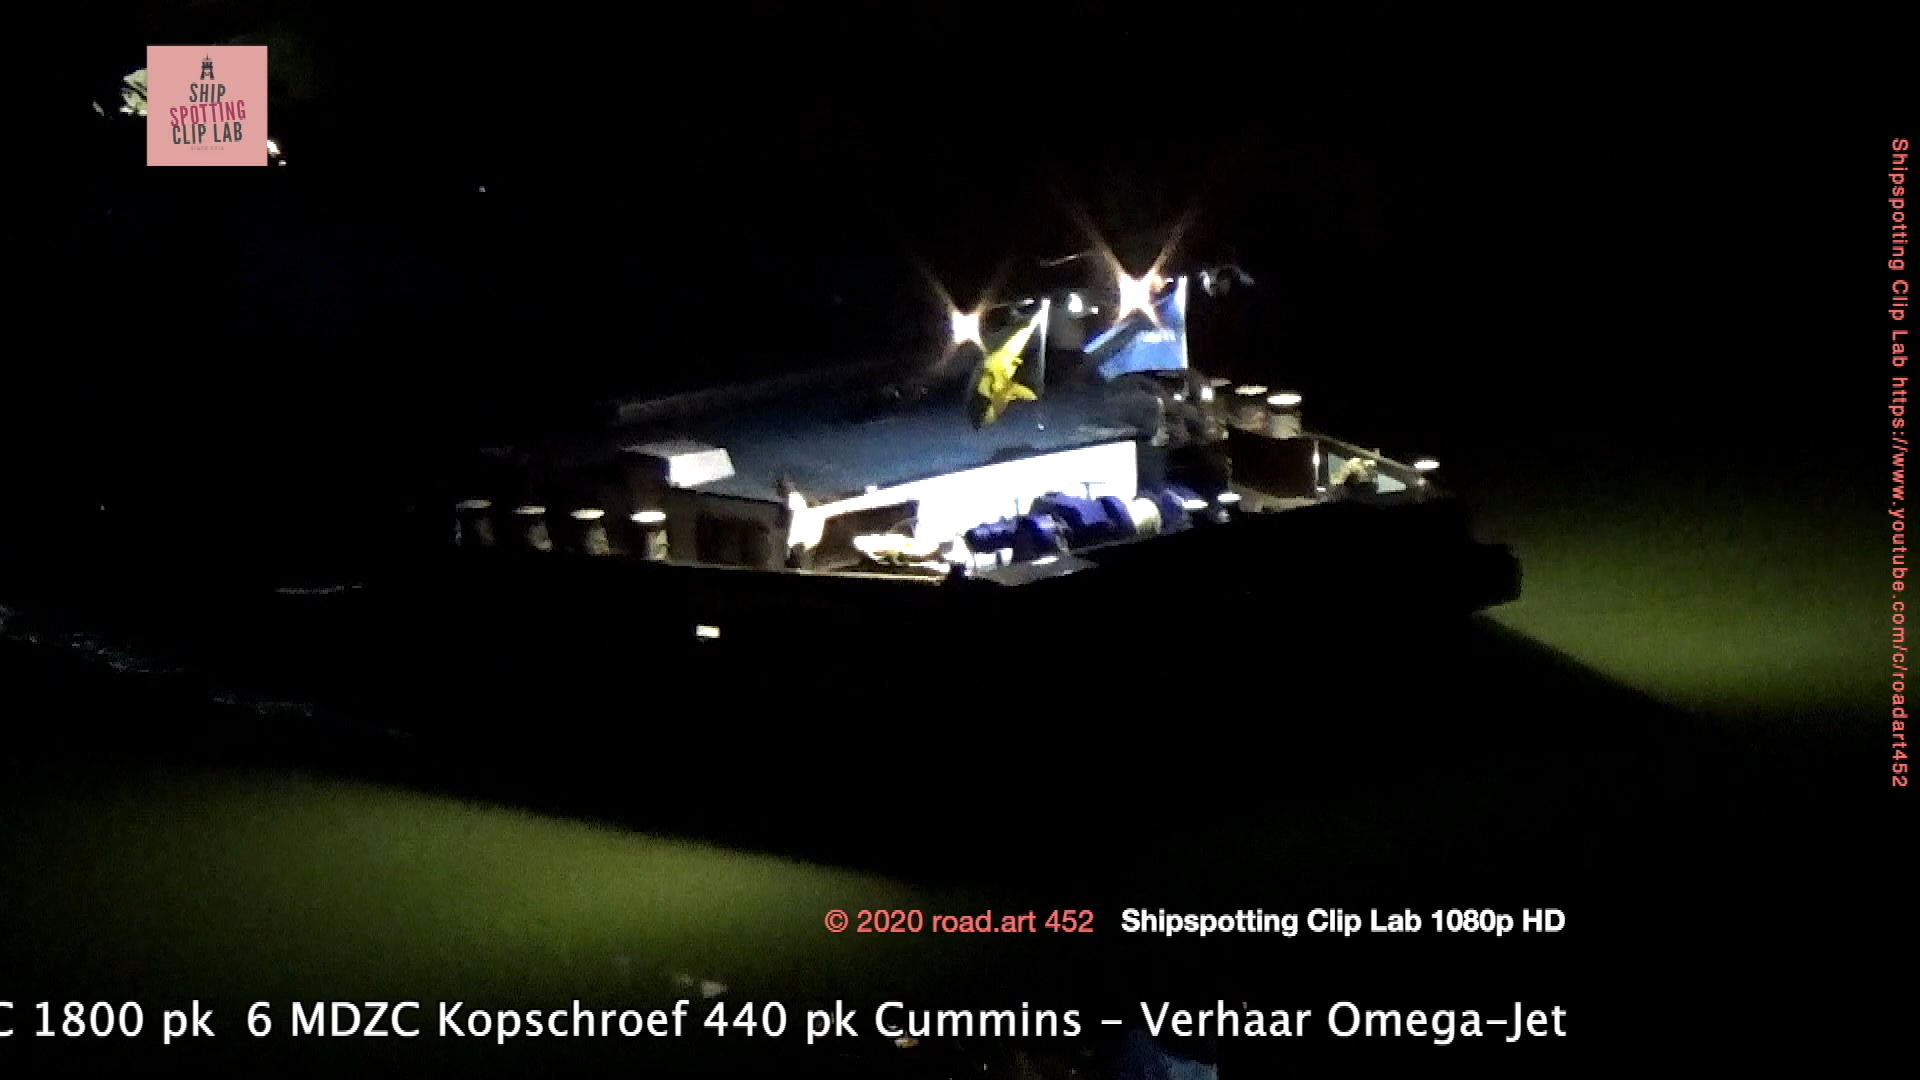 SHIP
SPOTTING
CLIP LAB
Shipspotting Clip Lab https://www.youtube.com/c/roadart452
© 2020 road.art 452 Shipspotting Clip Lab 1080p HD
C 1800 pk 6 MDZC Kopschroef 440 pk Cummins – Verhaar Omega–Jet